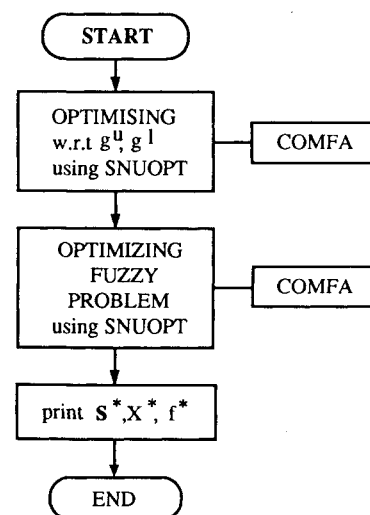 START
OPTIMISING
w.r.t g^u, g^l
using SNUOPT
COMFA
OPTIMIZING
FUZZY
PROBLEM
using SNUOPT
COMFA
print S*,X*, f*
END